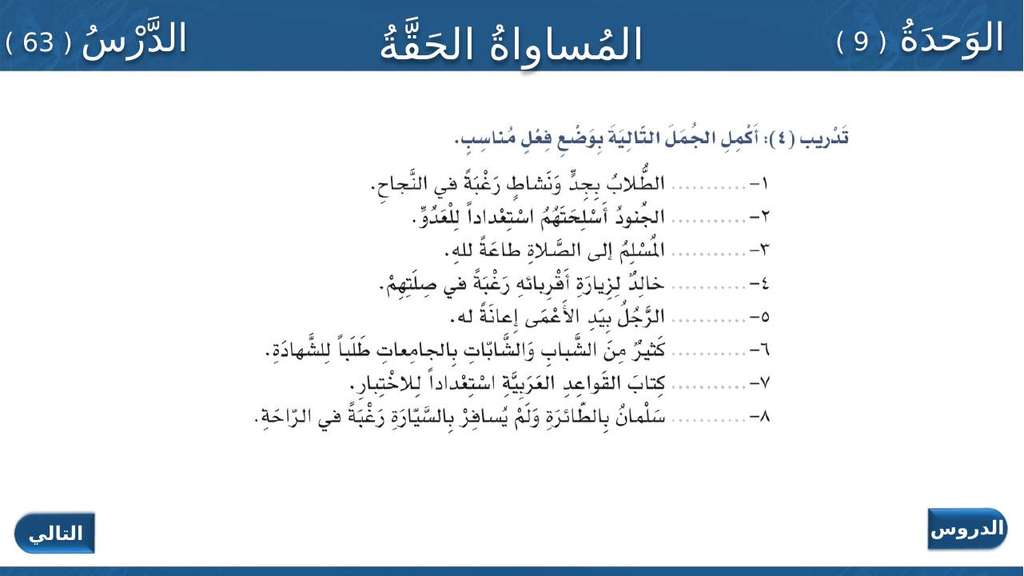 الوَحدَةُ ( 9 )
المُساواةُ الحَقَّةُ
الدَّرْسُ ( 63 )
تَدْريب (٤): أَكْمِلِ الجُمَلَ التَّالِيَةَ بِوَضْعِ فِعْلٍ مُناسِبٍ.
١- ........... الطُّلابُ بِجِدٍّ وَنَشاطٍ رَغْبَةً في النَّجاحِ.
٢- ........... الجُنودُ أَسْلِحَتَهُمُ اسْتِعْداداً لِلْعَدُوِّ.
٣- ........... المُسْلِمُ إلى الصَّلاةِ طاعَةً للهِ.
٤- ........... خالِدٌ لِزِيارَةِ أَقْرِبائهِ رَغْبَةً في صِلَتِهِمْ.
٥- ........... الرَّجُلُ بِيَدِ الأَعْمَى إعانَةً له.
٦- ........... كَثيرٌ مِنَ الشَّبابِ وَالشَّابّاتِ بِالجامِعاتِ طَلَباً لِلشَّهادَةِ.
٧- ........... كِتابَ القَواعِدِ العَرَبِيَّةِ اسْتِعْداداً لِلاخْتِبارِ.
٨- ........... سَلْمانُ بِالطّائرَةِ وَلَمْ يُسافِرْ بِالسَّيّارَةِ رَغْبَةً في الرّاحَةِ.
الدروس
التالي